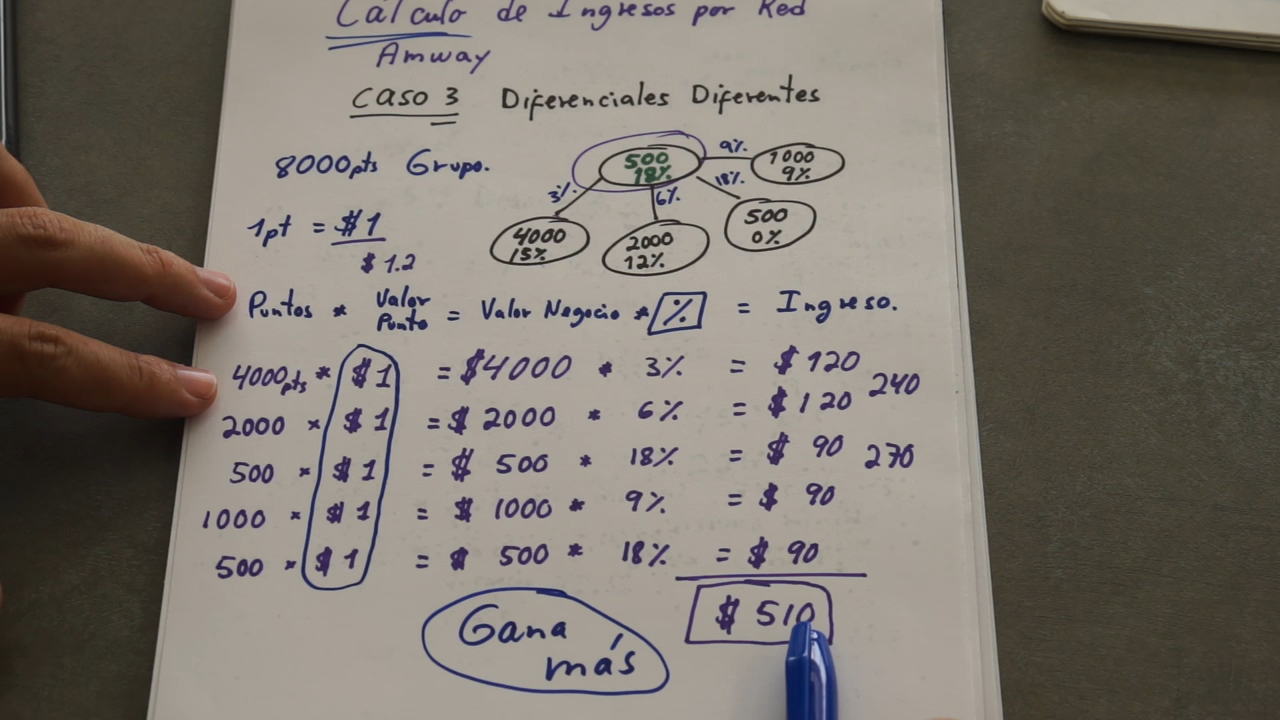 Cálculo de Ingresos por Red
Amway
Caso 3 Diferenciales Diferentes
8000pts Grupo.
500
18%
9%
1000
9%
3%
6%
18%
4000
15%
2000
12%
500
0%
1pt = $1
$1.2
Puntos * Valor Punto = Valor Negocio * % = Ingreso.
4000pts * $1 = $4000 * 3% = $120
240
2000 * $1 = $2000 * 6% = $120
500 * $1 = $500 * 18% = $90
270
1000 * $1 = $1000 * 9% = $90
500 * $1 = $500 * 18% = $90
$510
Gana
más